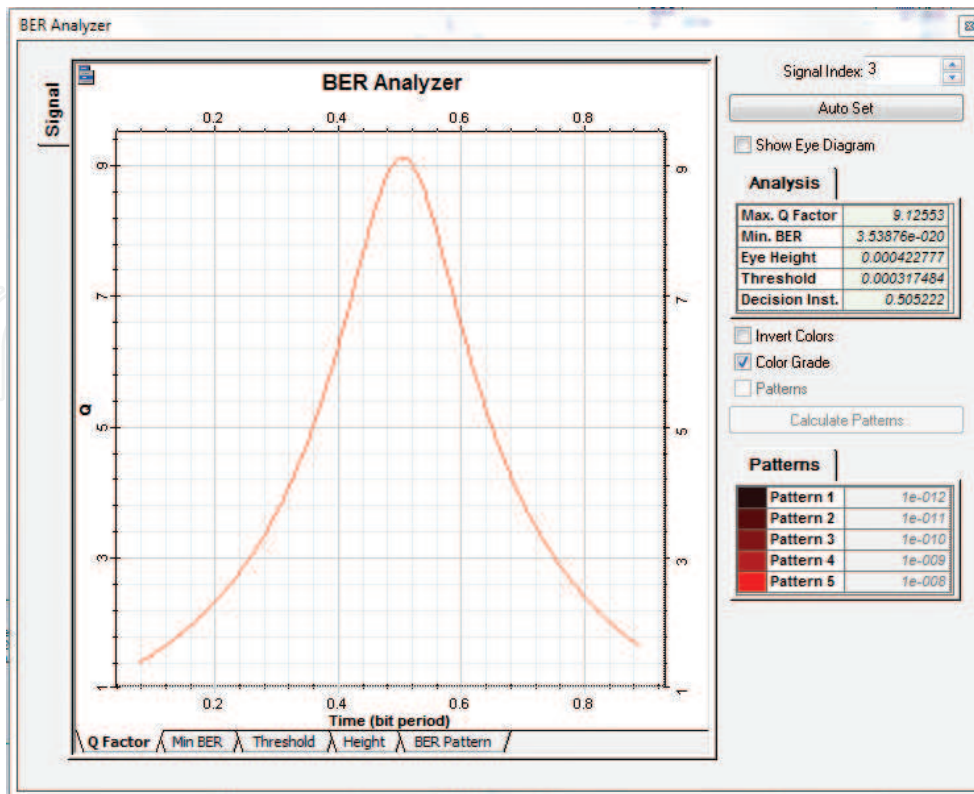 BER Analyzer
Signal
BER Analyzer
0.2 0.4 0.6 0.8
9
7
5
3
1
Q
9
7
5
3
1
0.2 0.4 0.6 0.8
Time (bit period)
Q Factor Min BER Threshold Height BER Pattern
Signal Index: 3
Auto Set
Show Eye Diagram
Analysis
Max. Q Factor 9.12553
Min. BER 3.53876e-020
Eye Height 0.000422777
Threshold 0.000317484
Decision Inst. 0.505222
Invert Colors
Color Grade
Patterns
Calculate Patterns
Patterns
Pattern 1 1e-012
Pattern 2 1e-011
Pattern 3 1e-010
Pattern 4 1e-009
Pattern 5 1e-008